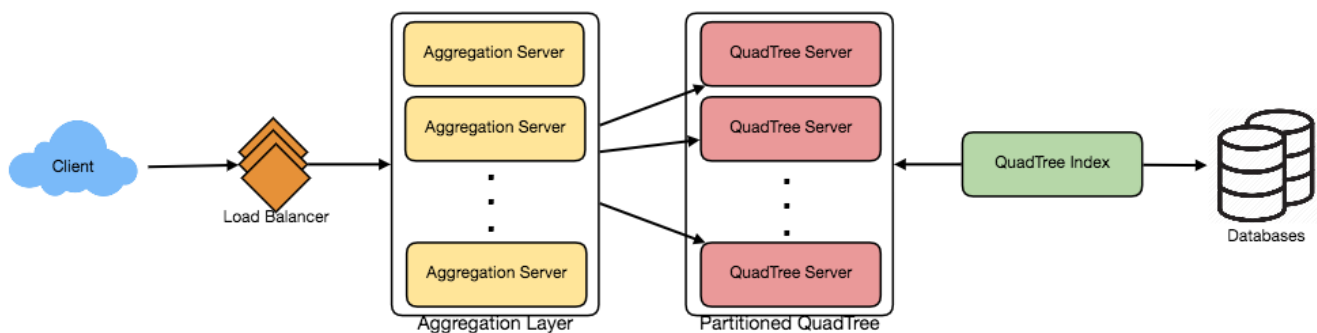 Client
Load Balancer
Aggregation Server
Aggregation Server
Aggregation Server
Aggregation Layer
QuadTree Server
QuadTree Server
QuadTree Server
Partitioned QuadTree
QuadTree Index
Databases